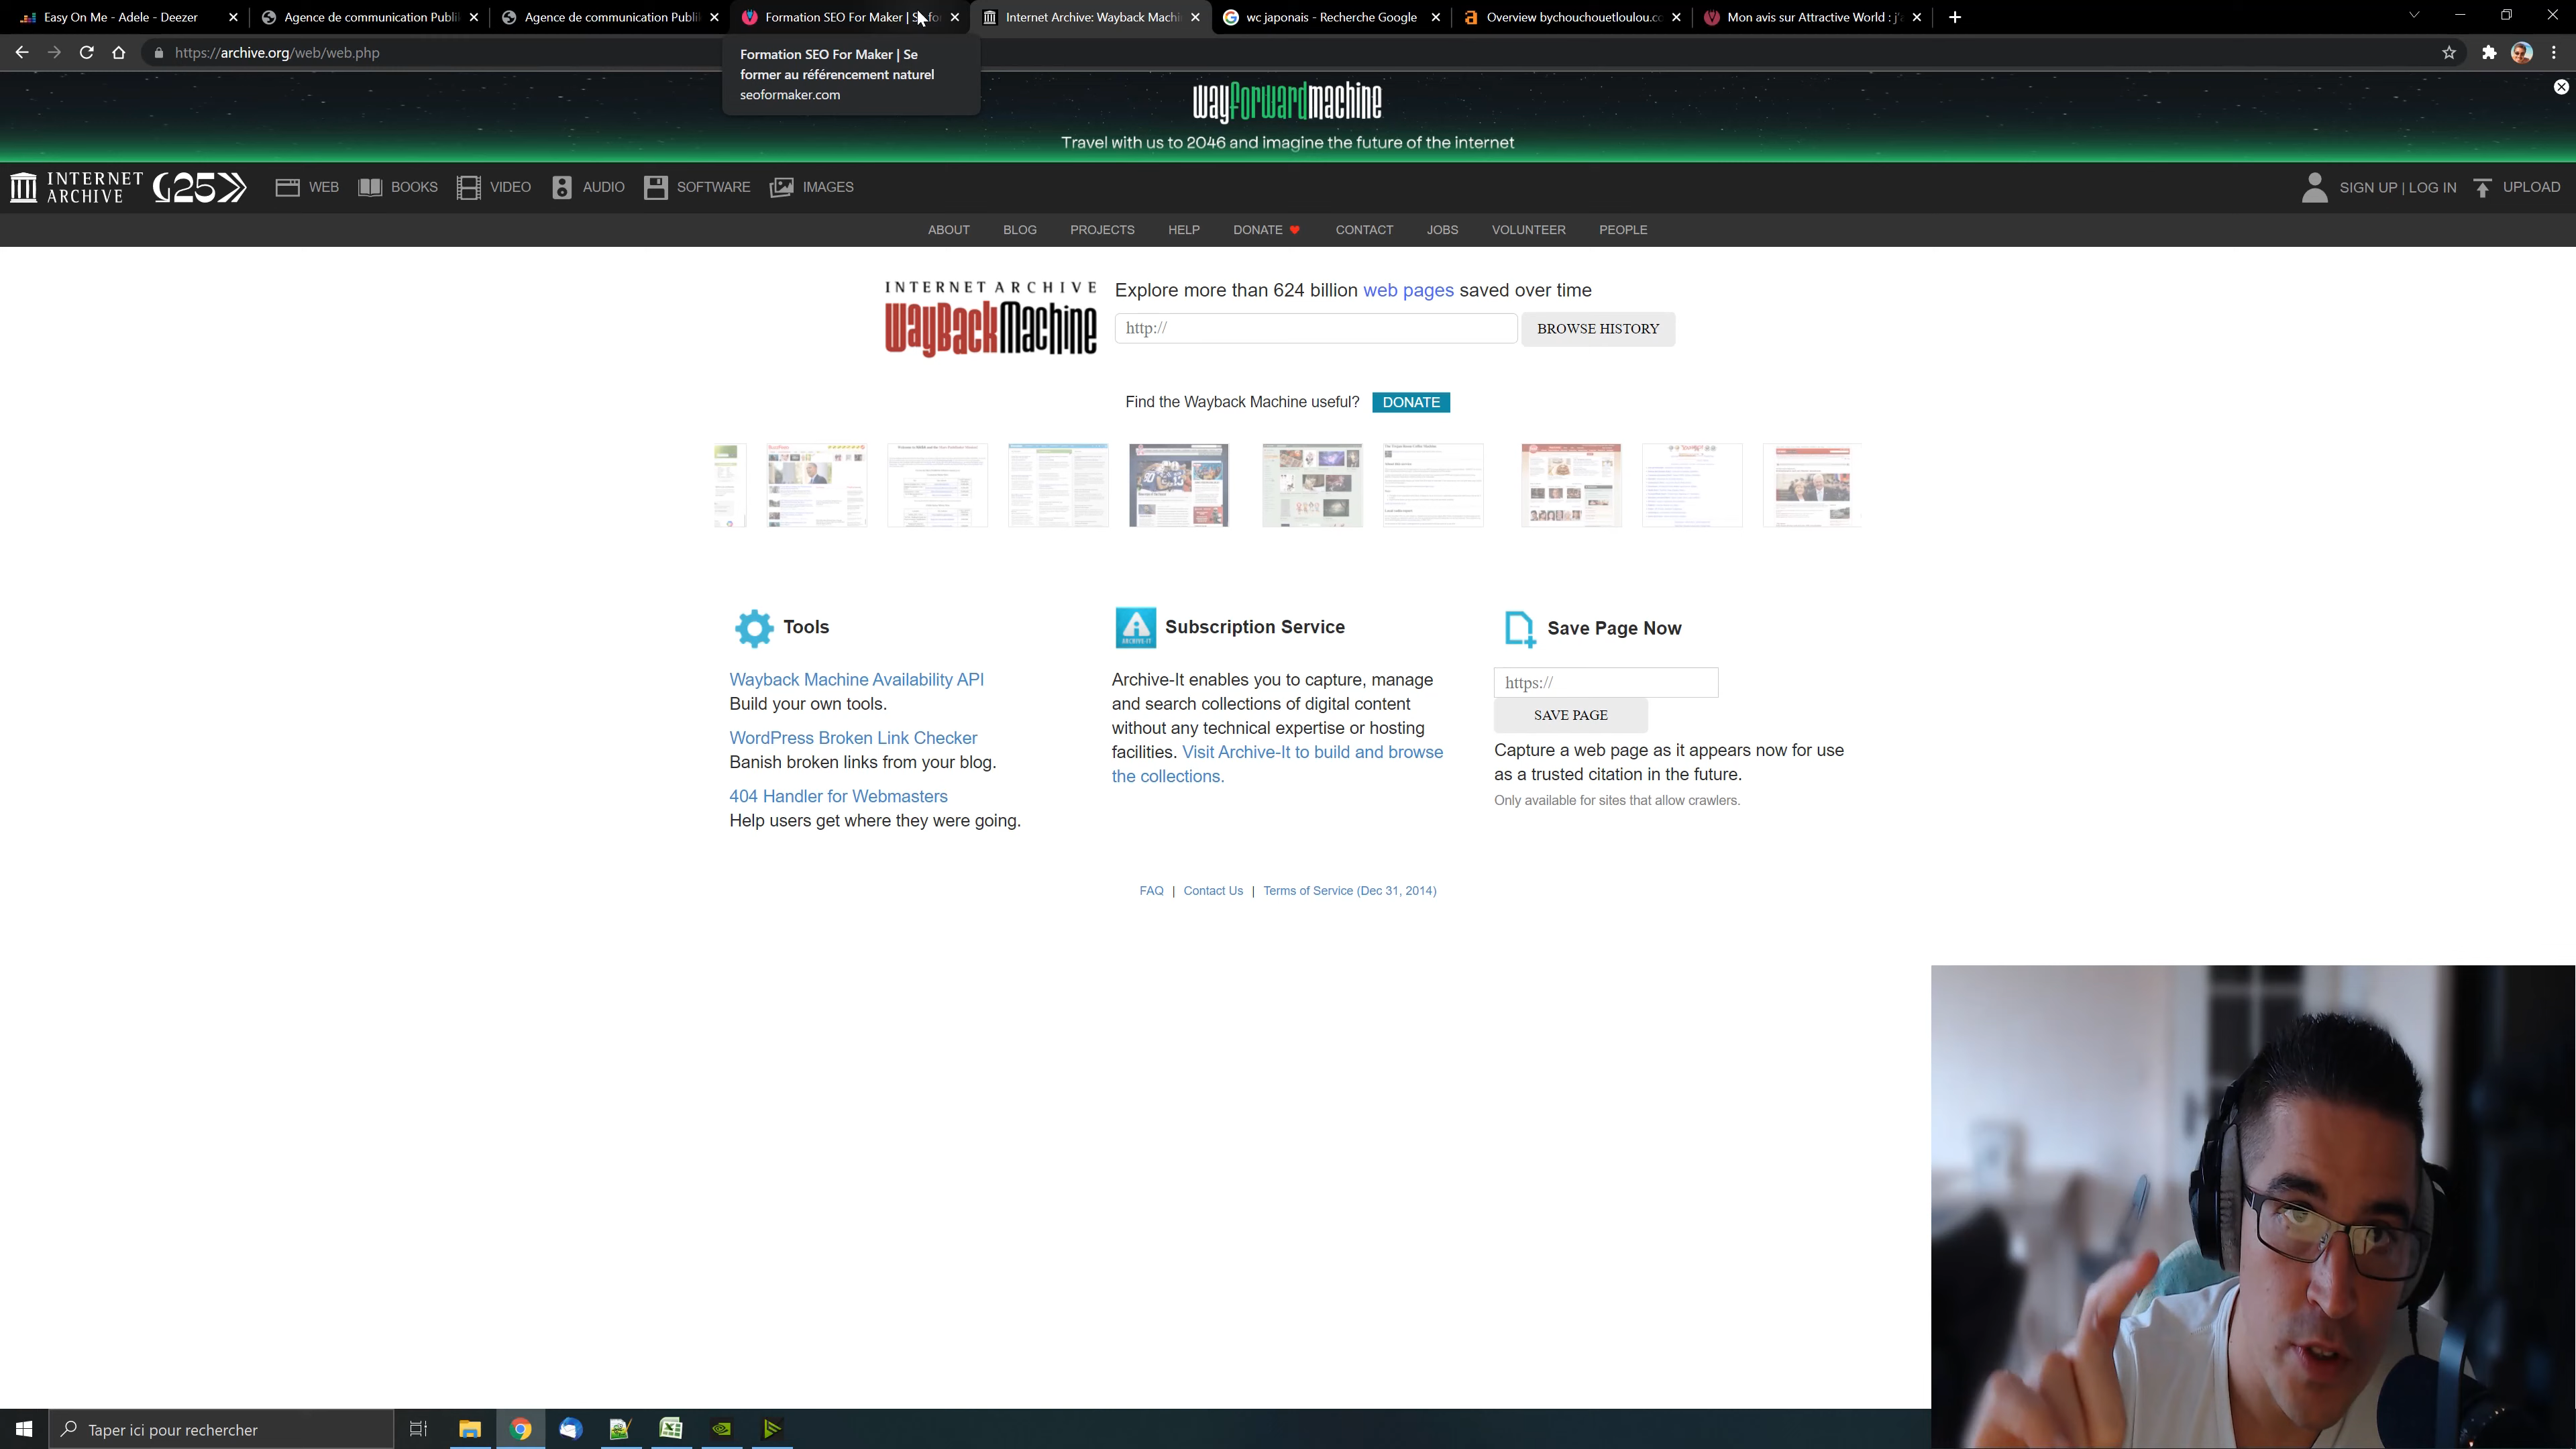 Easy On Me - Adele - Deezer
Agence de communication Publi
Agence de communication Publi
Formation SEO For Maker | Se for
Internet Archive: Wayback Machi
wc japonais - Recherche Google
Overview bychouchouetloulou.co
Mon avis sur Attractive World : j'a
https://archive.org/web/web.php
Formation SEO For Maker | Se
former au référencement naturel
seoformaker.com
wayforwardmachine
Travel with us to 2046 and imagine the future of the internet
INTERNET ARCHIVE
25
WEB
BOOKS
VIDEO
AUDIO
SOFTWARE
IMAGES
SIGN UP | LOG IN
UPLOAD
ABOUT
BLOG
PROJECTS
HELP
DONATE
CONTACT
JOBS
VOLUNTEER
PEOPLE
INTERNET ARCHIVE
WayBackMachine
Explore more than 624 billion web pages saved over time
http://
BROWSE HISTORY
Find the Wayback Machine useful?
DONATE
Tools
Wayback Machine Availability API
Build your own tools.
WordPress Broken Link Checker
Banish broken links from your blog.
404 Handler for Webmasters
Help users get where they were going.
ARCHIVE-IT
Subscription Service
Archive-It enables you to capture, manage
and search collections of digital content
without any technical expertise or hosting
facilities. Visit Archive-It to build and browse
the collections.
Save Page Now
https://
SAVE PAGE
Capture a web page as it appears now for use
as a trusted citation in the future.
Only available for sites that allow crawlers.
FAQ | Contact Us | Terms of Service (Dec 31, 2014)
Taper ici pour rechercher